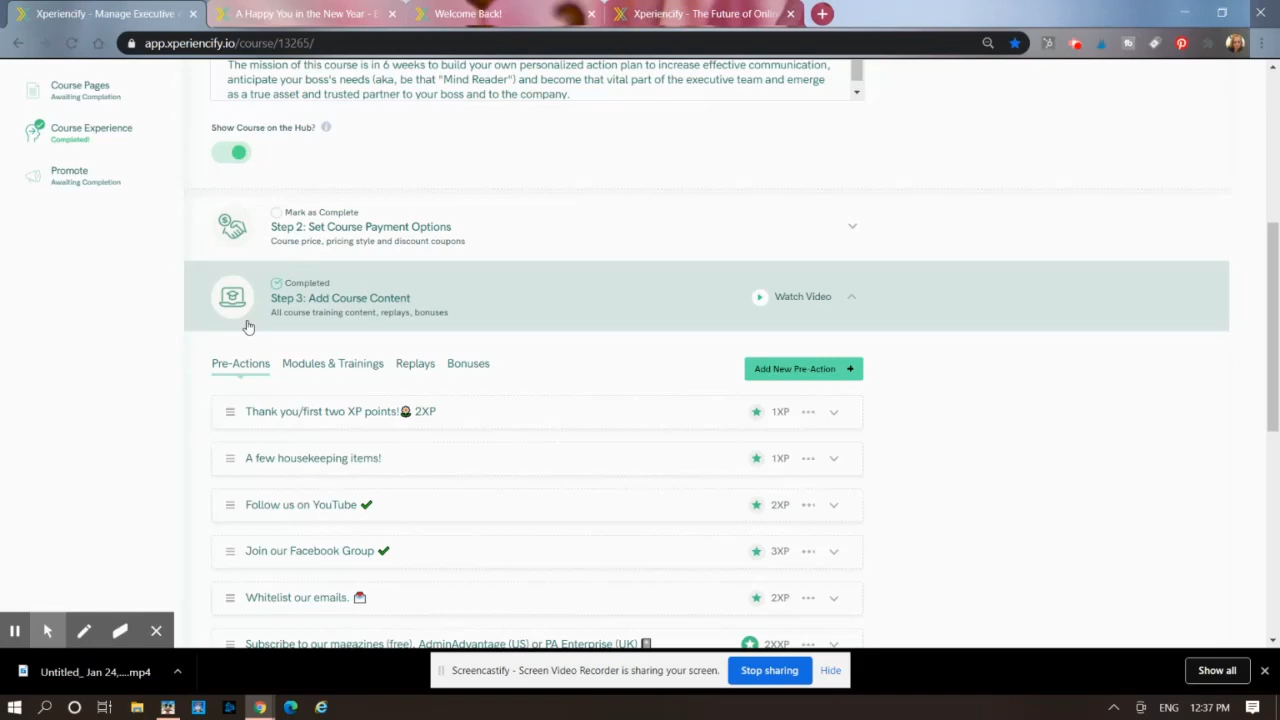 Xperiencify - Manage Executive
A Happy You in the New Year - E
Welcome Back!
Xperiencify - The Future of Onlin
app.xperiencify.io/course/13265/
Course Pages
Awaiting Completion
Course Experience
Completed!
Promote
Awaiting Completion
The mission of this course is in 6 weeks to build your own personalized action plan to increase effective communication,
anticipate your boss's needs (aka, be that "Mind Reader") and become that vital part of the executive team and emerge
as a true asset and trusted partner to your boss and to the company.
Show Course on the Hub?
Mark as Complete
Step 2: Set Course Payment Options
Course price, pricing style and discount coupons
Completed
Step 3: Add Course Content
All course training content, replays, bonuses
Watch Video
Pre-Actions Modules & Trainings Replays Bonuses
Add New Pre-Action +
Thank you/first two XP points! 2XP 1XP
A few housekeeping items! 1XP
Follow us on YouTube ✔ 2XP
Join our Facebook Group ✔ 3XP
Whitelist our emails. 2XP
Subscribe to our magazines (free), AdminAdvantage (US) or PA Enterprise (UK) 2XXP
Untitled_ Jan 24,....mp4
Screencastify - Screen Video Recorder is sharing your screen.
Stop sharing
Hide
Show all
ENG 12:37 PM